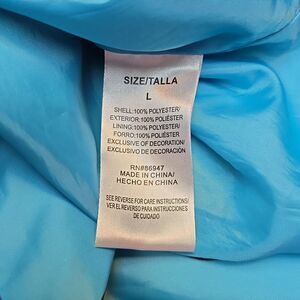 SIZE/TALLA
L
SHELL:100% POLYESTER/
EXTERIOR:100% POLIÉSTER
LINING:100% POLYESTER/
FORRO:100% POLIÉSTER
EXCLUSIVE OF DECORATION/
EXCLUSIVO DE DECORACIÓN
RN#86947
MADE IN CHINA/
HECHO EN CHINA
SEE REVERSE FOR CARE INSTRUCTIONS/
VER EL REVERSO PARA INSTRUCCIONES
DE CUIDADO